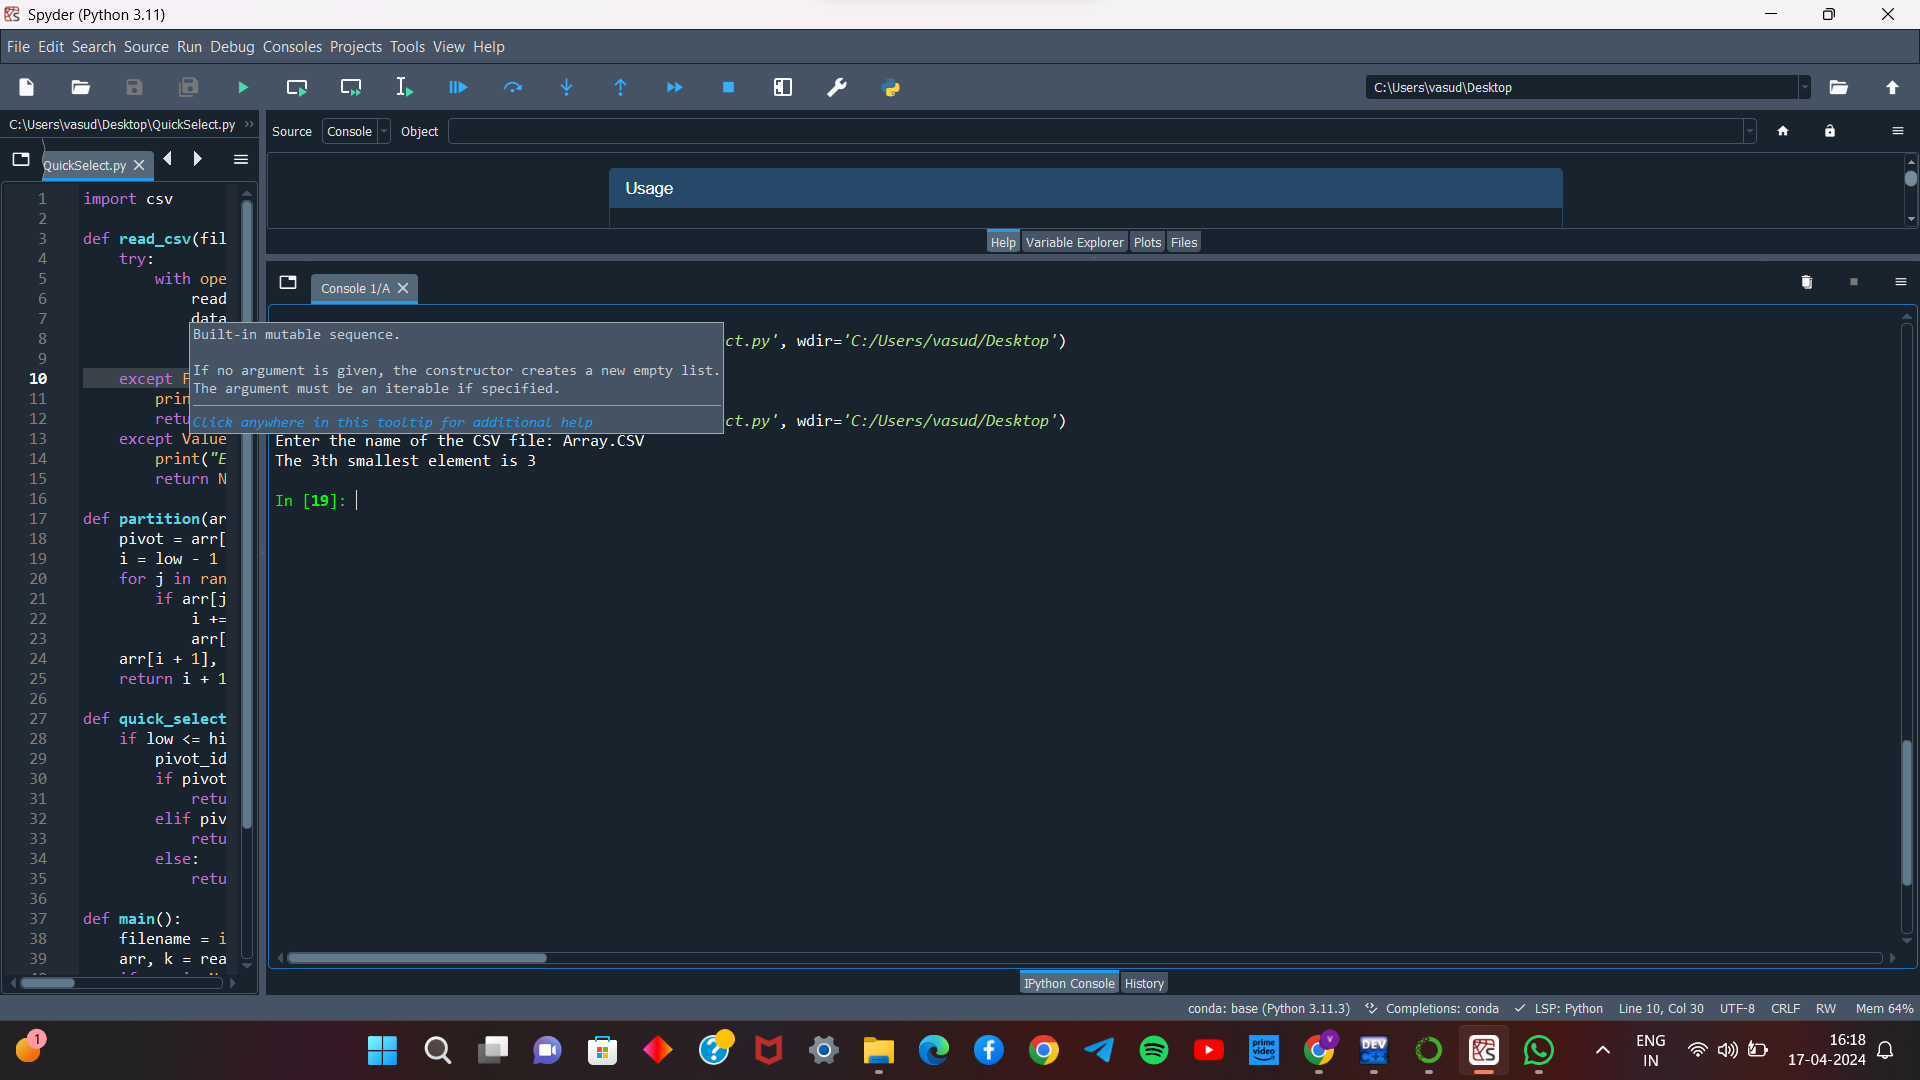 Spyder (Python 3.11)
File Edit Search Source Run Debug Consoles Projects Tools View Help
C:\Users\vasud\Desktop
C:\Users\vasud\Desktop\QuickSelect.py
QuickSelect.py
Source Console Object
Usage
Help Variable Explorer Plots Files
Console 1/A
1 import csv
2
3 def read_csv(fil
4 try:
5 with ope
6 read
7 data
8
9
10 except F
11 prin
12 retu
13 except Value
14 print("E
15 return N
16
17 def partition(ar
18 pivot = arr[
19 i = low - 1
20 for j in ran
21 if arr[j
22 i +=
23 arr[
24 arr[i + 1],
25 return i + 1
26
27 def quick_select
28 if low <= hi
29 pivot_id
30 if pivot
31 retu
32 elif piv
33 retu
34 else:
35 retu
36
37 def main():
38 filename = i
39 arr, k = rea
Built-in mutable sequence.
If no argument is given, the constructor creates a new empty list.
The argument must be an iterable if specified.
Click anywhere in this tooltip for additional help
ct.py', wdir='C:/Users/vasud/Desktop')
ct.py', wdir='C:/Users/vasud/Desktop')
Enter the name of the CSV file: Array.CSV
The 3th smallest element is 3
In [19]:
IPython Console History
conda: base (Python 3.11.3) Completions: conda LSP: Python Line 10, Col 30 UTF-8 CRLF RW Mem 64%
1
prime video
V
DEV C++
ENG
IN
16:18
17-04-2024